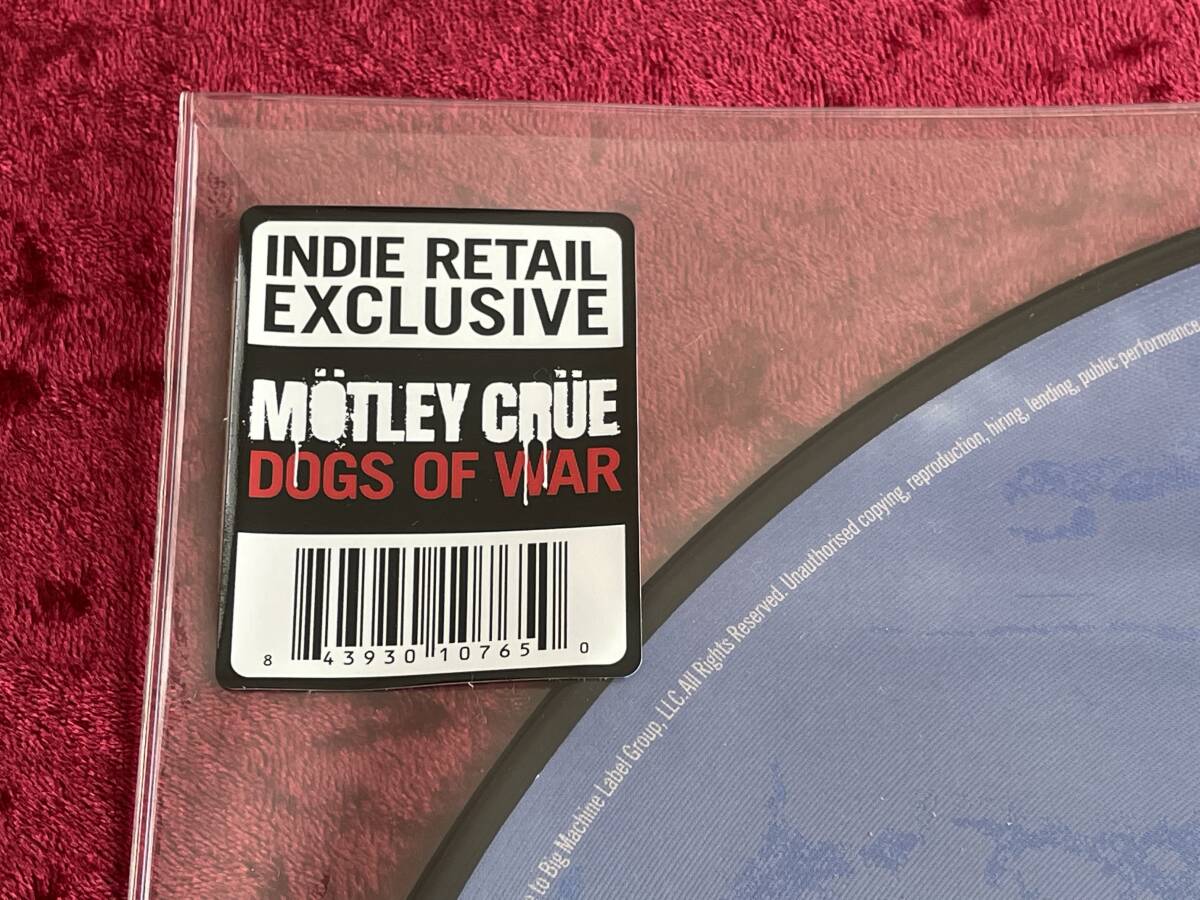 INDIE RETAIL
EXCLUSIVE
MÖTLEY CRÜE
DOGS OF WAR
8 43930 10765 0
to Big Machine Label Group, LLC.All Rights Reserved. Unauthorised copying, reproduction, hiring, lending, public performance